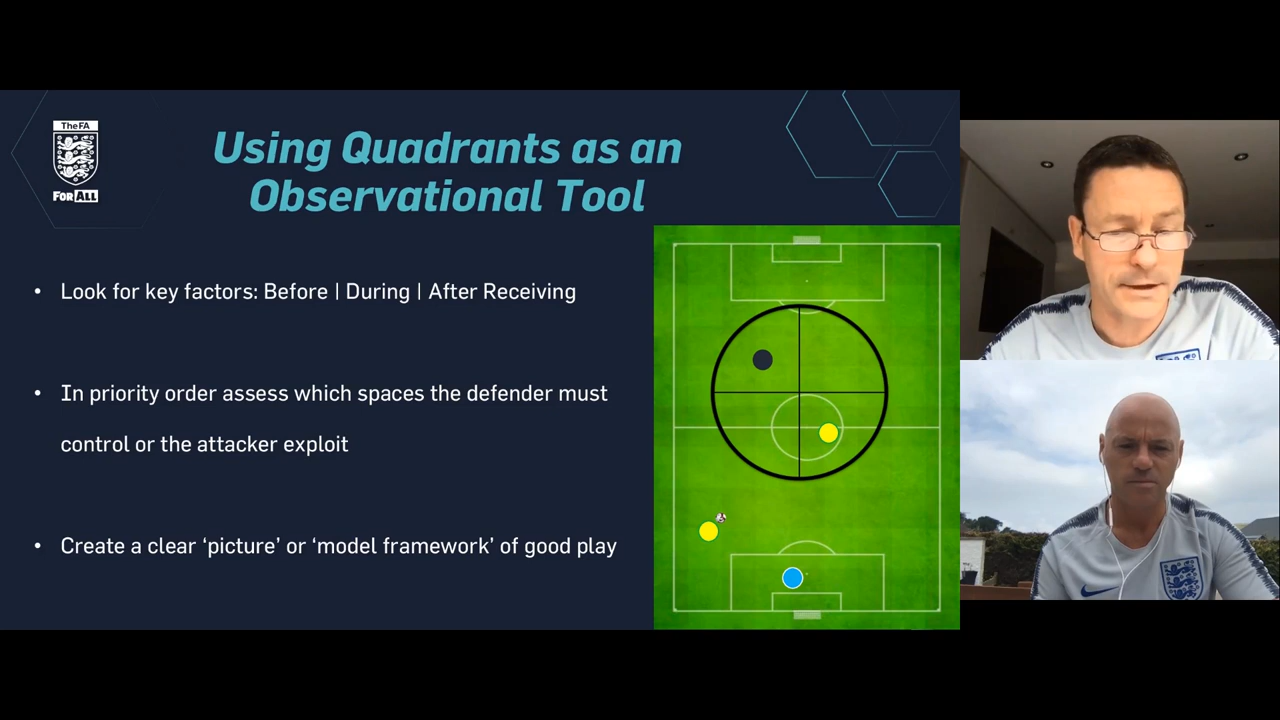 TheFA
FOR ALL
Using Quadrants as an
Observational Tool
• Look for key factors: Before | During | After Receiving
• In priority order assess which spaces the defender must
control or the attacker exploit
• Create a clear ‘picture’ or ‘model framework’ of good play